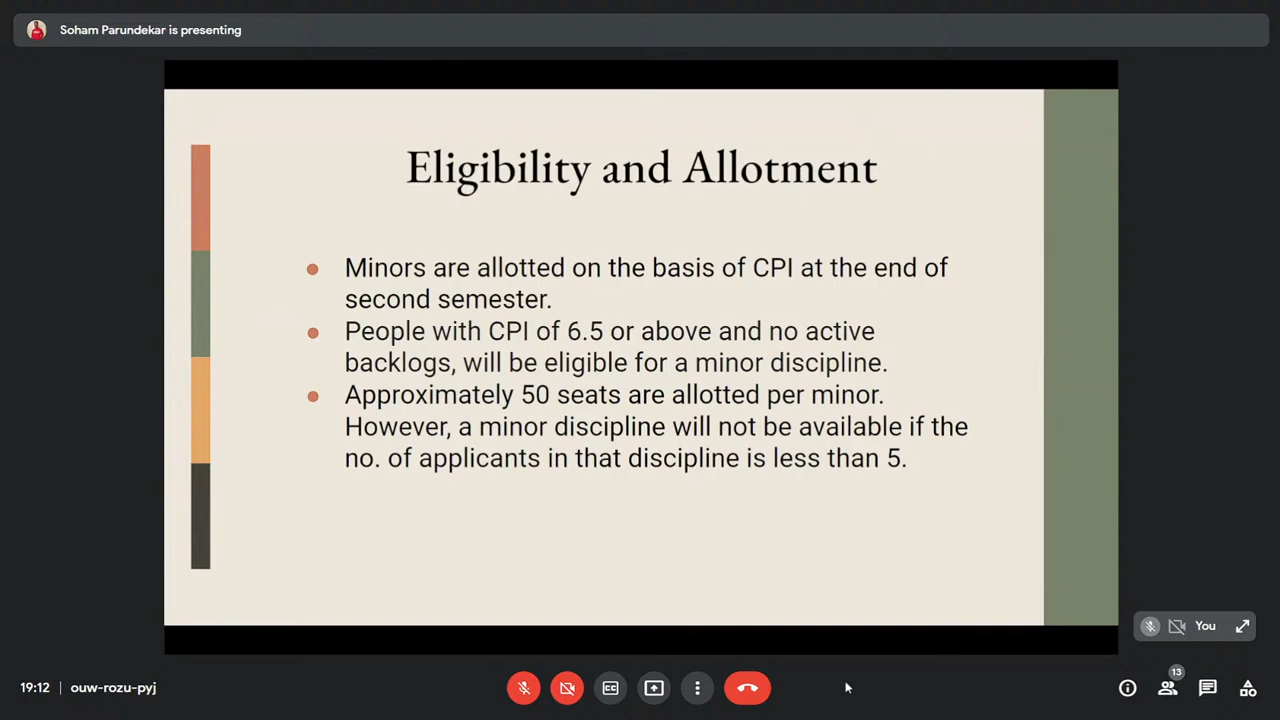 Soham Parundekar is presenting
Eligibility and Allotment
Minors are allotted on the basis of CPI at the end of
second semester.
People with CPI of 6.5 or above and no active
backlogs, will be eligible for a minor discipline.
Approximately 50 seats are allotted per minor.
However, a minor discipline will not be available if the
no. of applicants in that discipline is less than 5.
You
19:12 | ouw-rozu-pyj
CC
13